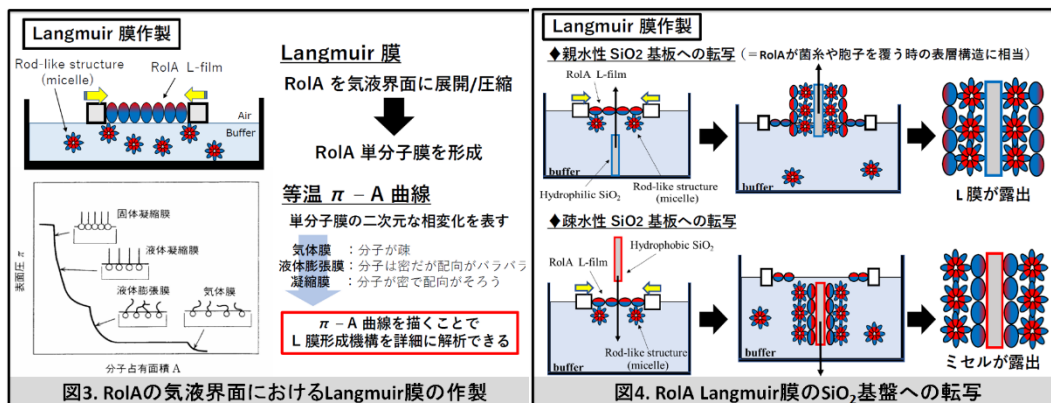 Langmuir 膜作製
Rod-like structure
(micelle)
RolA L-film
Air
Buffer
Langmuir 膜
RolA を気液界面に展開/圧縮
RolA 単分子膜を形成
等温 π – A 曲線
単分子膜の二次元な相変化を表す
気体膜 ：分子が疎
液体膨張膜：分子は密だが配向がバラバラ
凝縮膜 ：分子が密で配向がそろう
π – A 曲線を描くことで
L 膜形成機構を詳細に解析できる
表面圧 π
固体凝縮膜
液体凝縮膜
液体膨張膜
気体膜
分子占有面積 A
図3. RolAの気液界面におけるLangmuir膜の作製
Langmuir 膜作製
◆親水性 SiO2 基板への転写 （＝RolAが菌糸や胞子を覆う時の表層構造に相当）
RolA L-film
buffer
Hydrophilic SiO2
Rod-like structure
(micelle)
buffer
L 膜が露出
◆疎水性 SiO2 基板への転写
Hydrophobic SiO2
RolA L-film
Rod-like structure
(micelle)
buffer
buffer
ミセルが露出
図4. RolA Langmuir膜のSiO2基盤への転写